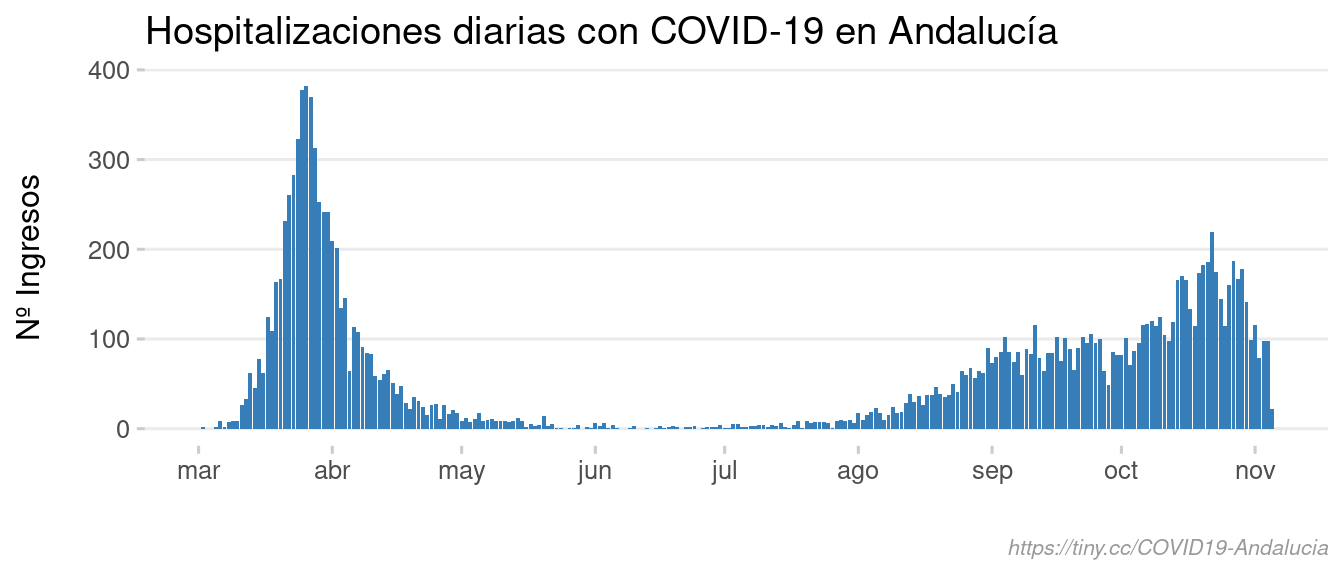 Hospitalizaciones diarias con COVID-19 en Andalucía
Nº Ingresos
400
300
200
100
0
mar abr may jun jul ago sep oct nov
https://tiny.cc/COVID19-Andalucia